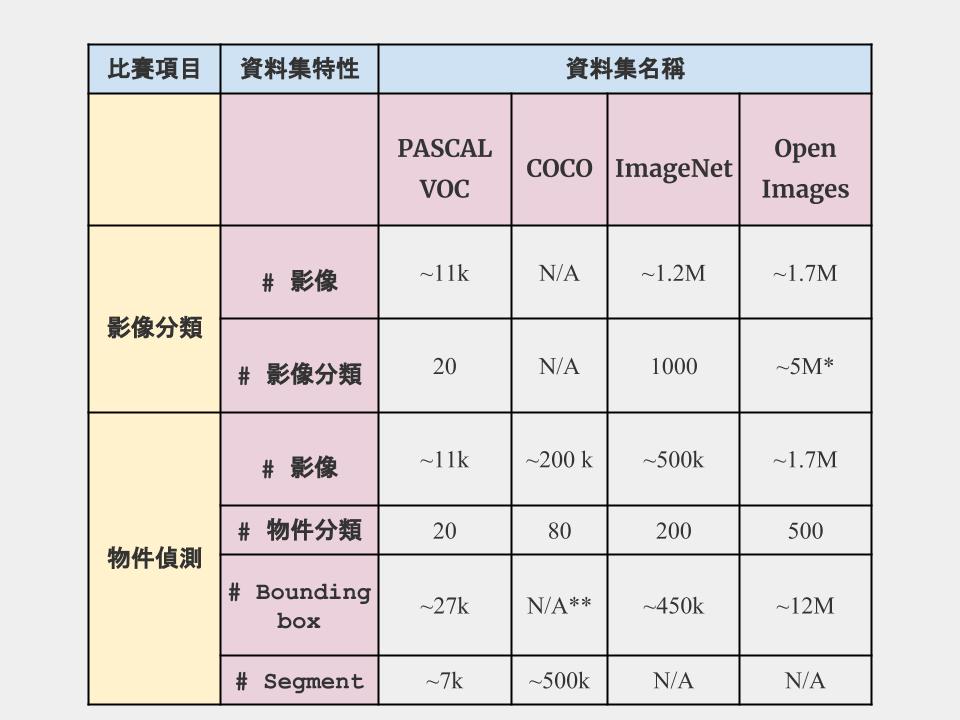 比賽項目 資料集特性 資料集名稱
PASCAL VOC COCO ImageNet Open Images
影像分類
# 影像 ~11k N/A ~1.2M ~1.7M
# 影像分類 20 N/A 1000 ~5M*
物件偵測
# 影像 ~11k ~200 k ~500k ~1.7M
# 物件分類 20 80 200 500
# Bounding box ~27k N/A** ~450k ~12M
# Segment ~7k ~500k N/A N/A